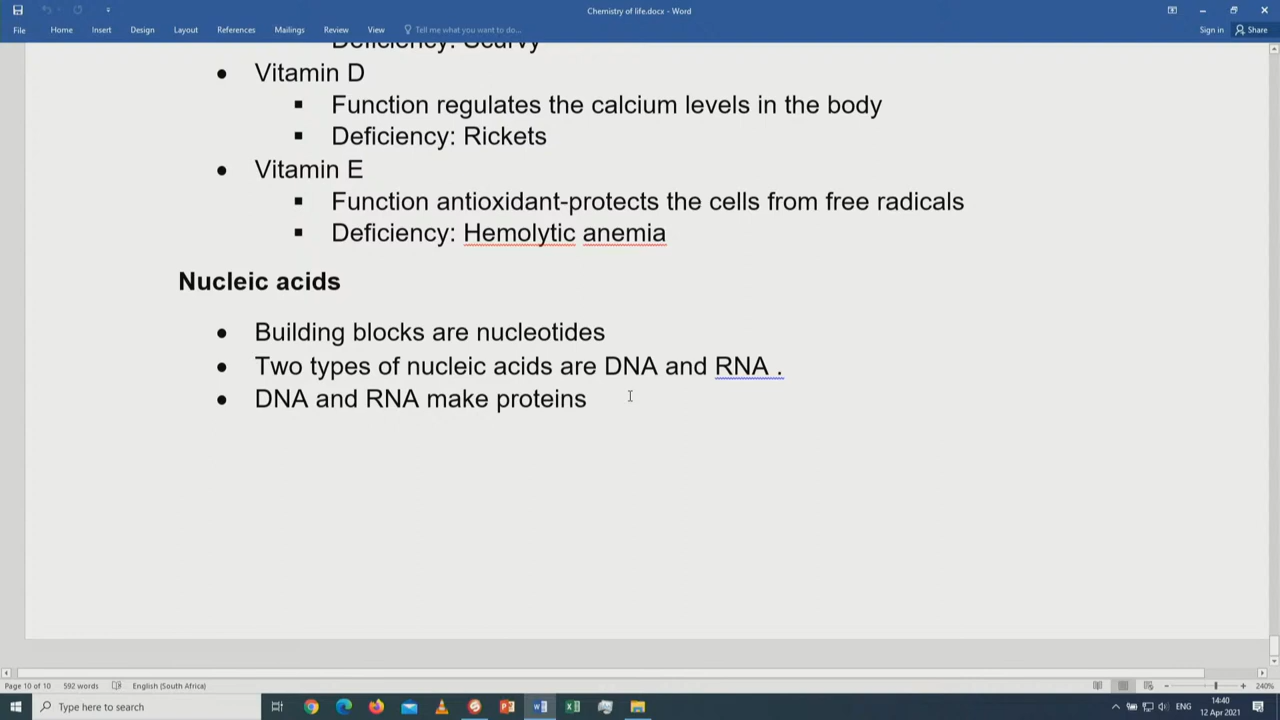 Chemistry of life.docx - Word
File Home Insert Design Layout References Mailings Review View Tell me what you want to do... Sign in Share
Deficiency: Scurvy
• Vitamin D
▪ Function regulates the calcium levels in the body
▪ Deficiency: Rickets
• Vitamin E
▪ Function antioxidant-protects the cells from free radicals
▪ Deficiency: Hemolytic anemia
Nucleic acids
• Building blocks are nucleotides
• Two types of nucleic acids are DNA and RNA .
• DNA and RNA make proteins
Page 10 of 10 592 words English (South Africa) 240%
Type here to search ENG 14:40
12 Apr 2021